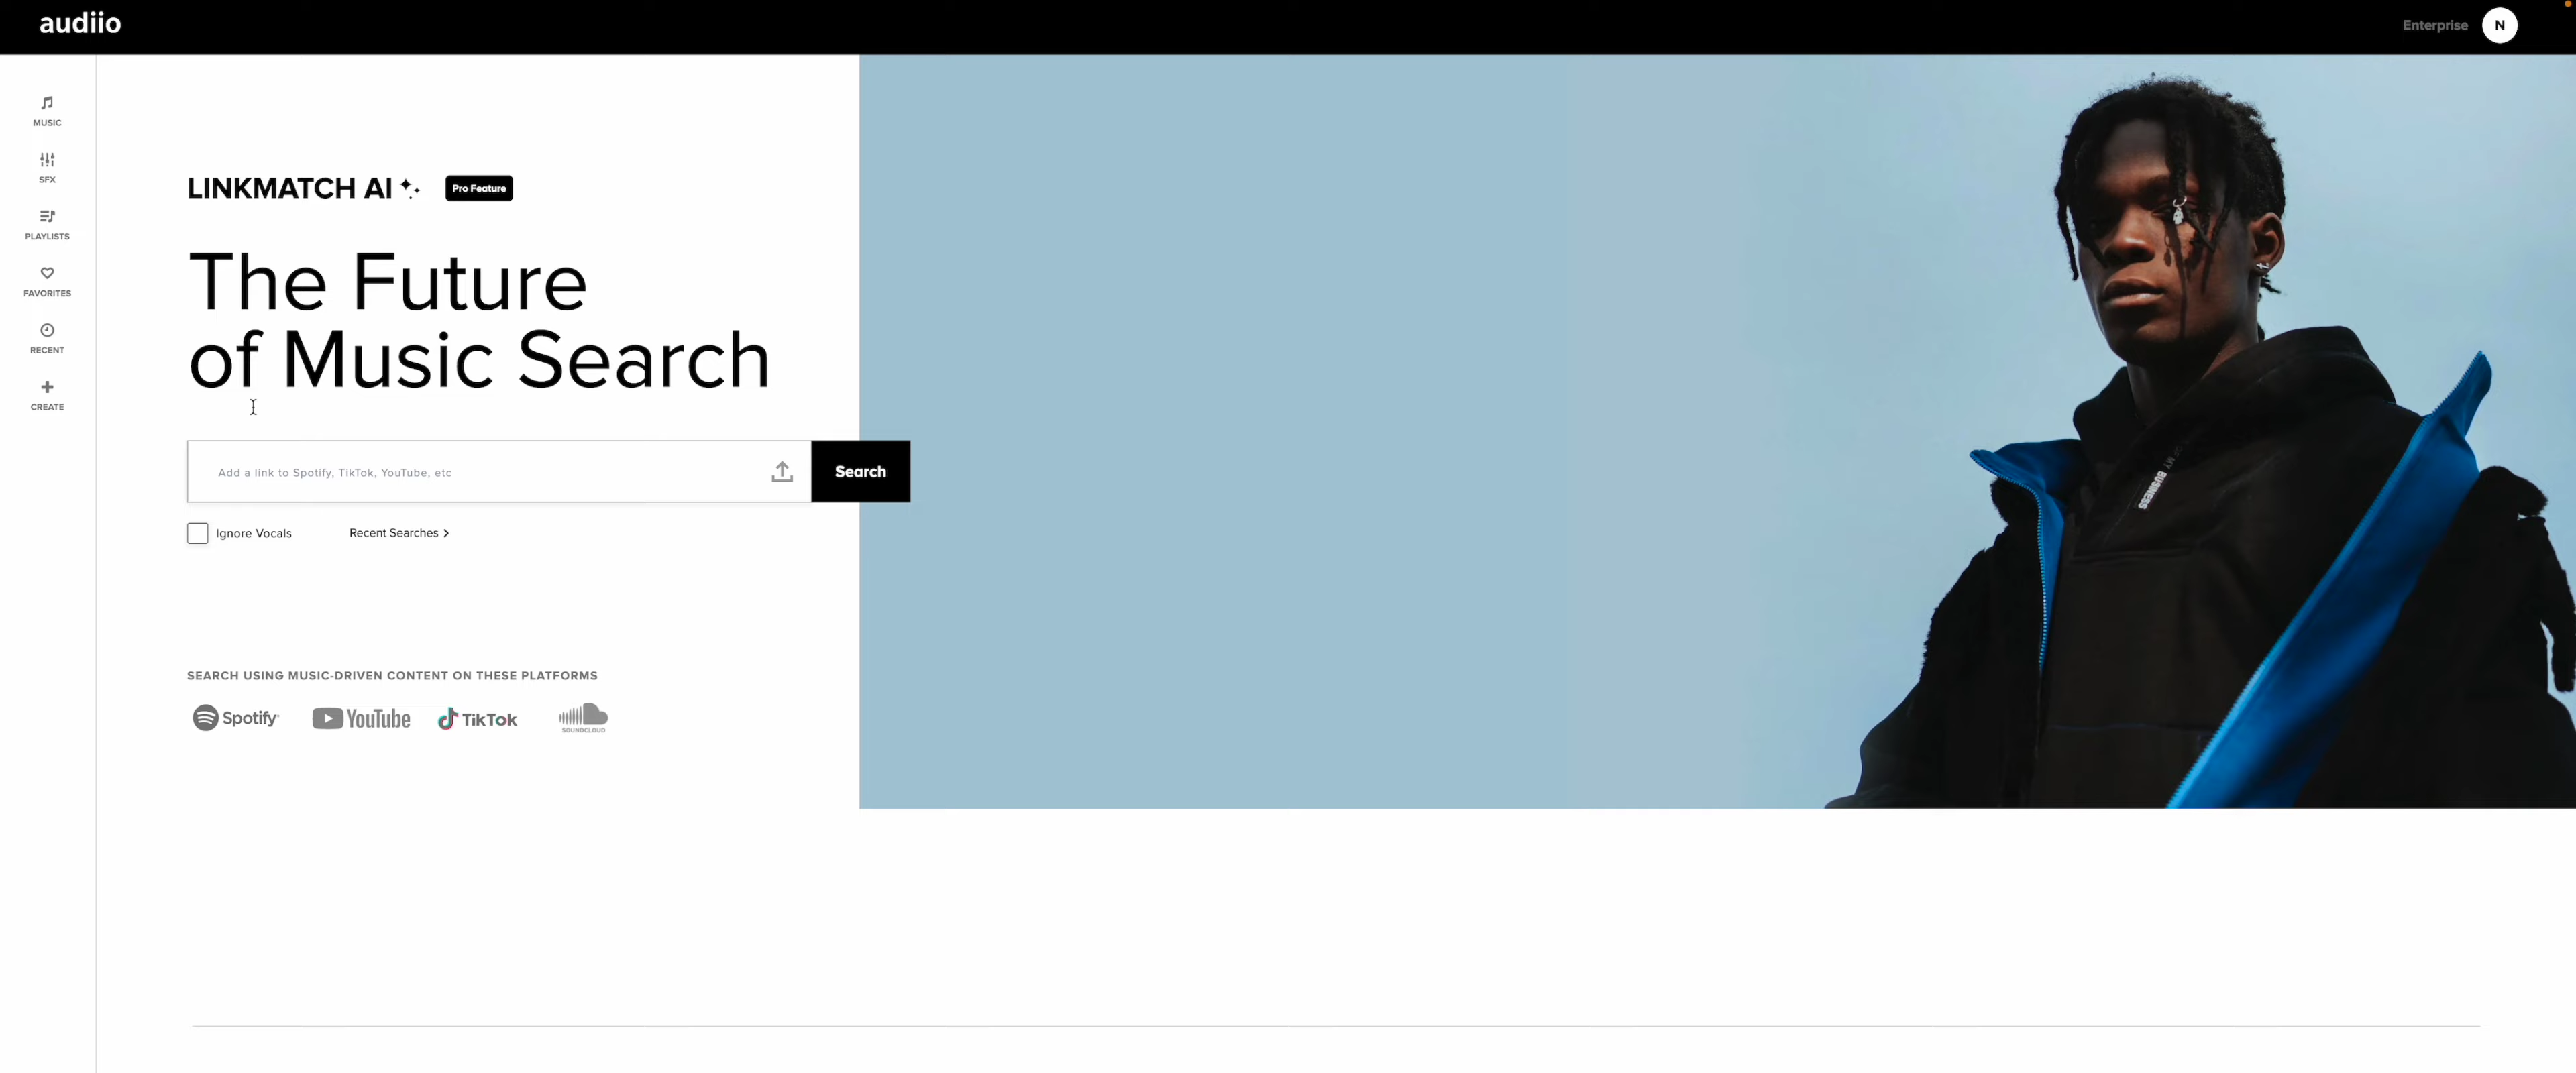 audiio
Enterprise
N
MUSIC
SFX
PLAYLISTS
FAVORITES
RECENT
CREATE
LINKMATCH AI
Pro Feature
The Future
of Music Search
Add a link to Spotify, TikTok, YouTube, etc
Search
Ignore Vocals
Recent Searches >
SEARCH USING MUSIC-DRIVEN CONTENT ON THESE PLATFORMS
Spotify
YouTube
TikTok
SOUNDCLOUD
MY BUSINESS